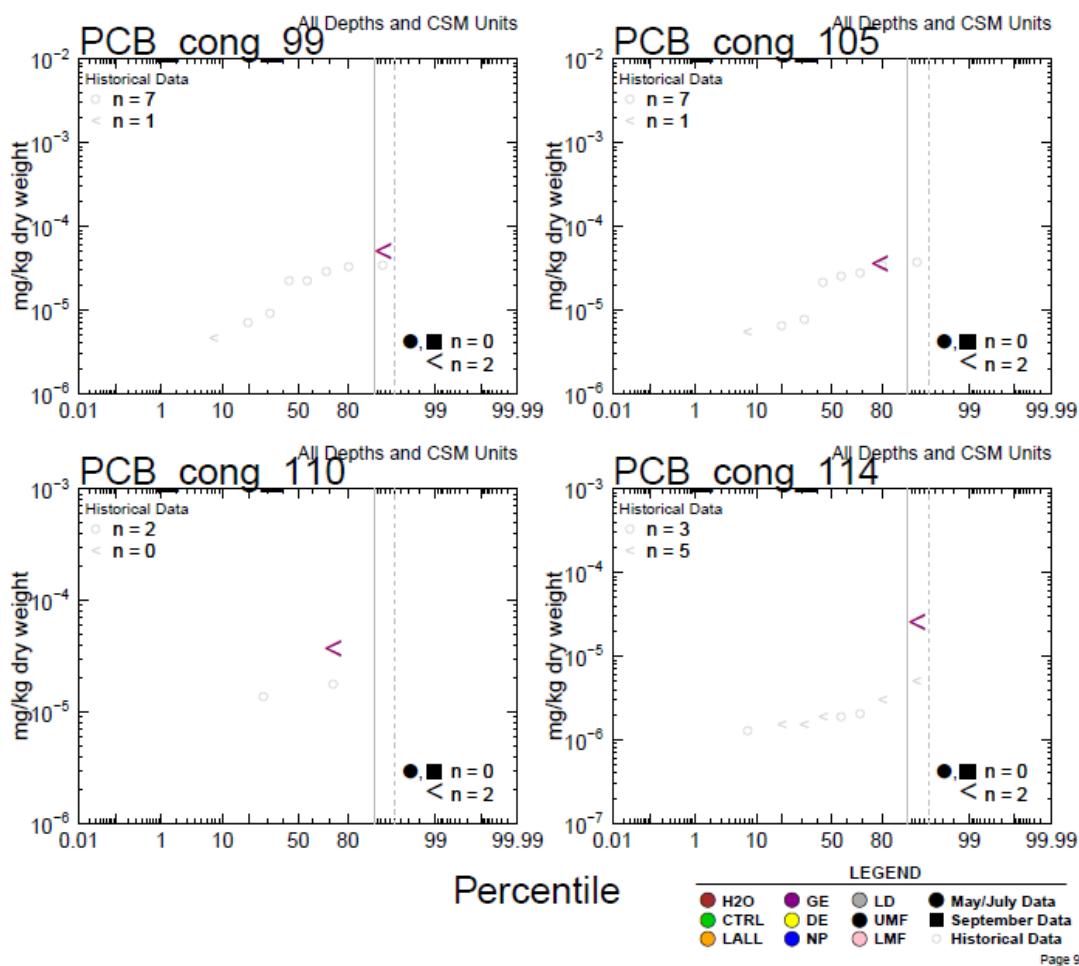 All Depths and CSM Units
PCB_cong_99
Historical Data
n = 7
< n = 1
mg/kg dry weight
10-2
10-3
10-4
10-5
10-6
<
, n = 0
< n = 2
0.01 1 10 50 80 99 99.99
All Depths and CSM Units
PCB_cong_105
Historical Data
n = 7
< n = 1
mg/kg dry weight
10-2
10-3
10-4
10-5
10-6
<
, n = 0
< n = 2
0.01 1 10 50 80 99 99.99
All Depths and CSM Units
PCB_cong_110
Historical Data
n = 2
< n = 0
mg/kg dry weight
10-3
10-4
10-5
10-6
<
, n = 0
< n = 2
0.01 1 10 50 80 99 99.99
All Depths and CSM Units
PCB_cong_114
Historical Data
n = 3
< n = 5
mg/kg dry weight
10-3
10-4
10-5
10-6
10-7
<
, n = 0
< n = 2
0.01 1 10 50 80 99 99.99
Percentile
LEGEND
H2O GE LD May/July Data
CTRL DE UMF September Data
LALL NP LMF Historical Data
Page 9